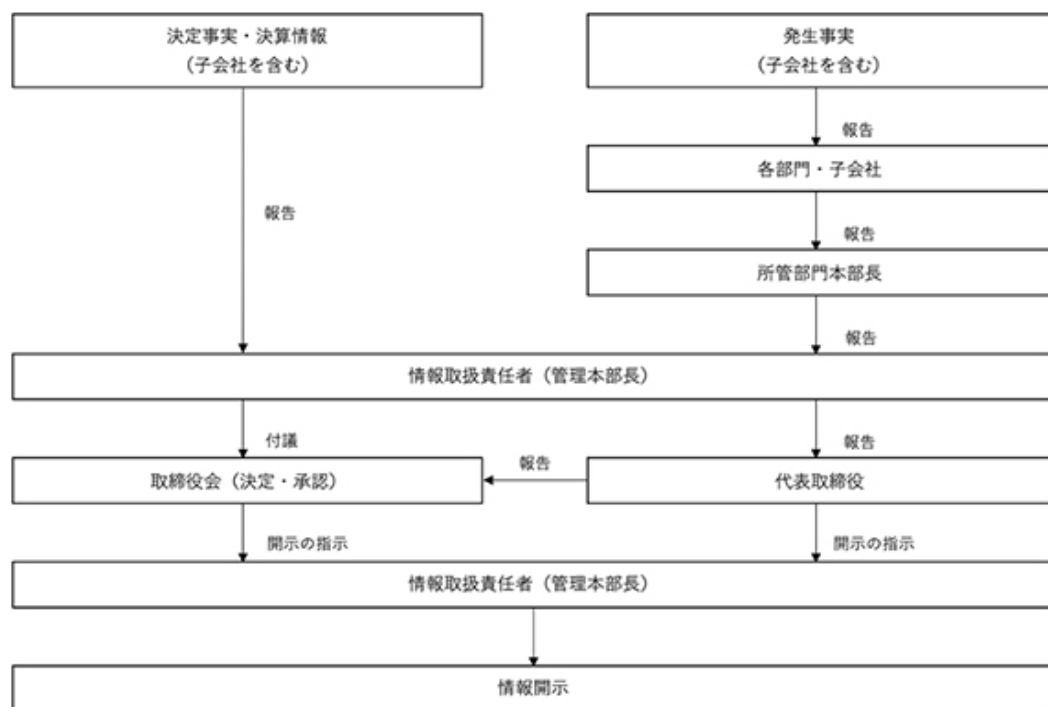 決定事実・決算情報
（子会社を含む）
発生事実
（子会社を含む）
報告
各部門・子会社
報告
報告
所管部門本部長
報告
情報取扱責任者（管理本部長）
付議
報告
取締役会（決定・承認）
報告
代表取締役
開示の指示
開示の指示
情報取扱責任者（管理本部長）
情報開示